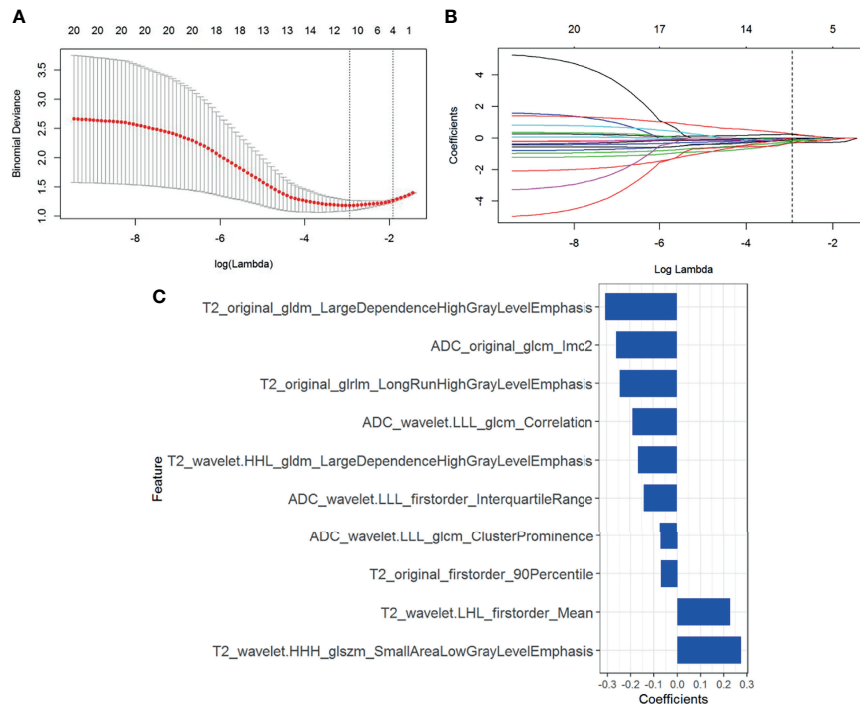 A
20 20 20 20 20 20 18 18 14 13 12 10 6 4 1
Binomial Deviance
3.5
3.0
2.5
2.0
1.5
1.0
-8 -6 -4 -2
log(Lambda)
B
20 17 14 5
Coefficients
4
2
0
-2
-4
-8 -6 -4 -2
Log Lambda
C
Feature
T2_original_gldm_LargeDependenceHighGrayLevelEmphasis
ADC_original_glcm_Imc2
T2_original_glrlm_LongRunHighGrayLevelEmphasis
ADC_wavelet.LLL_glcm_Correlation
T2_wavelet.HHL_gldm_LargeDependenceHighGrayLevelEmphasis
ADC_wavelet.LLL_firstorder_InterquartileRange
ADC_wavelet.LLL_glcm_ClusterProminence
T2_original_firstorder_90Percentile
T2_wavelet.LHL_firstorder_Mean
T2_wavelet.HHH_glszm_SmallAreaLowGrayLevelEmphasis
-0.3 -0.2 -0.1 0.0 0.1 0.2 0.3
Coefficients